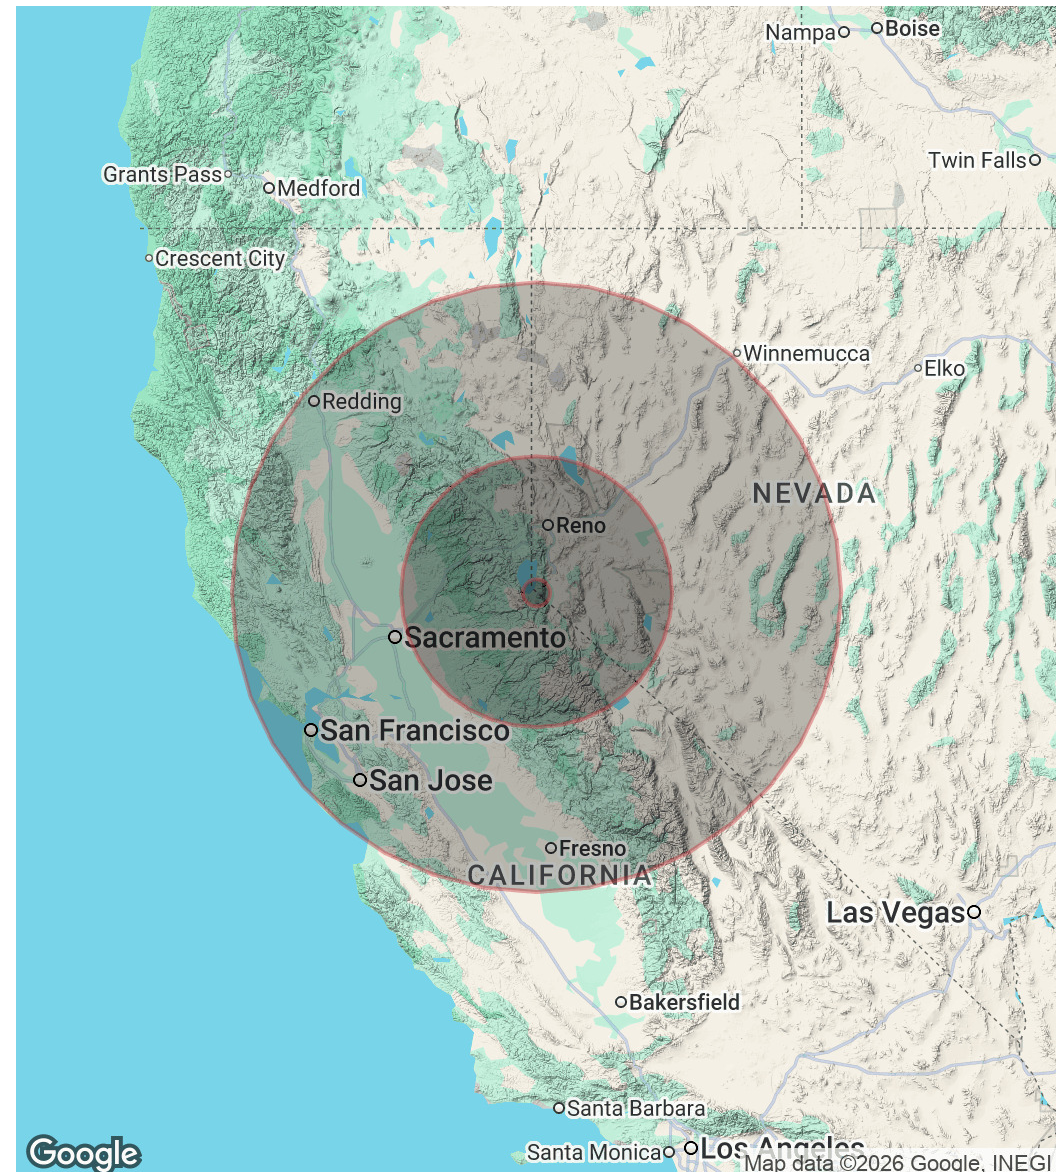 Nampa
Boise
Twin Falls
Grants Pass
Medford
Crescent City
Winnemucca
Elko
Redding
NEVADA
Reno
Sacramento
San Francisco
San Jose
Fresno
CALIFORNIA
Las Vegas
Bakersfield
Santa Barbara
Santa Monica
Los Angeles
Google
Map data ©2026 Google, INEGI